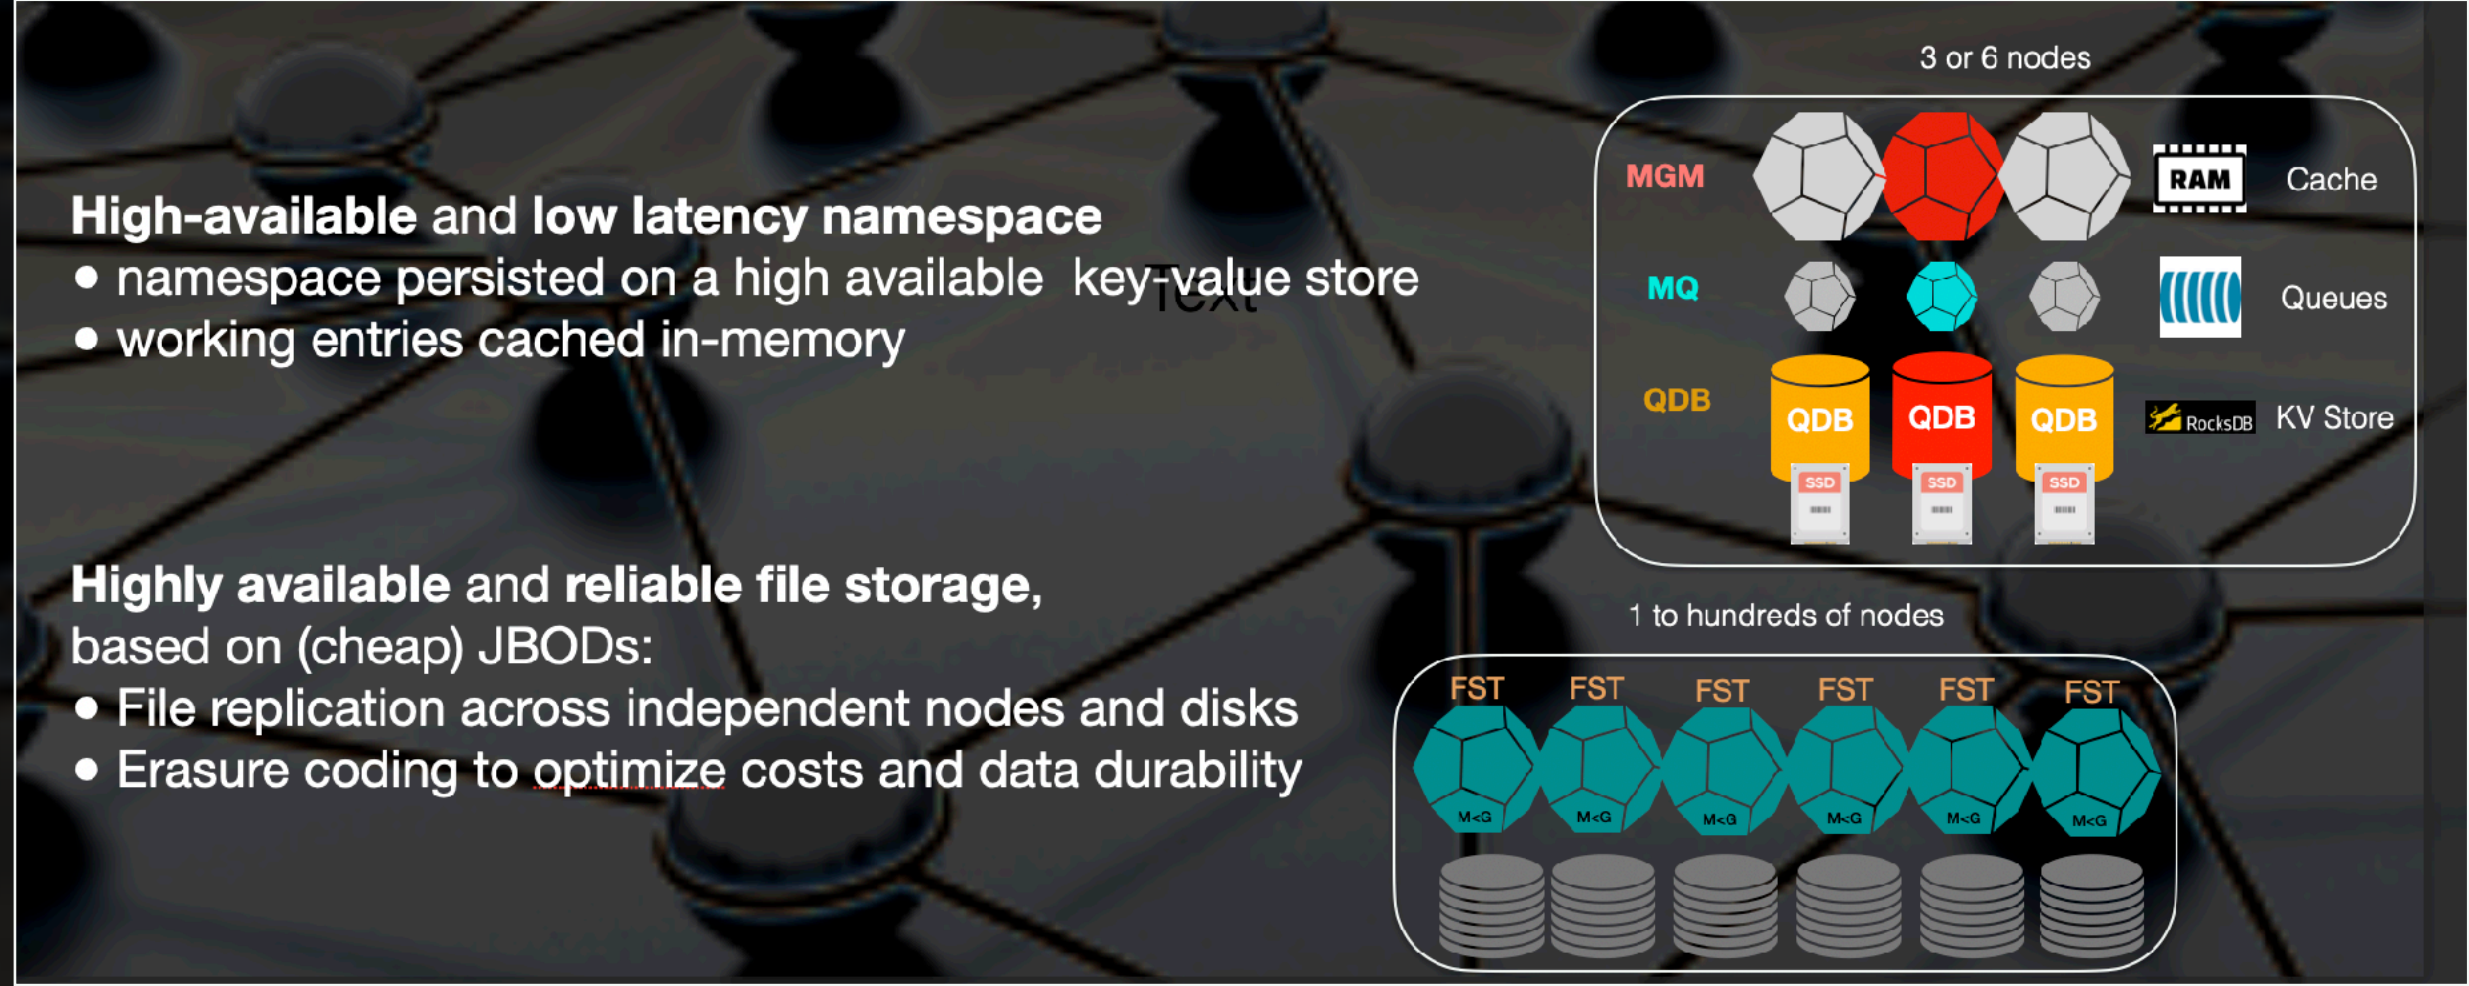 High-available and low latency namespace
● namespace persisted on a high available  key-value store
● working entries cached in-memory
Text
Highly available and reliable file storage,
based on (cheap) JBODs:
● File replication across independent nodes and disks
● Erasure coding to optimize costs and data durability
3 or 6 nodes
MGM
RAM
Cache
MQ
Queues
QDB
QDB
QDB
QDB
RocksDB
KV Store
SSD
SSD
SSD
1 to hundreds of nodes
FST
FST
FST
FST
FST
FST
M<G
M<G
M<G
M<G
M<G
M<G